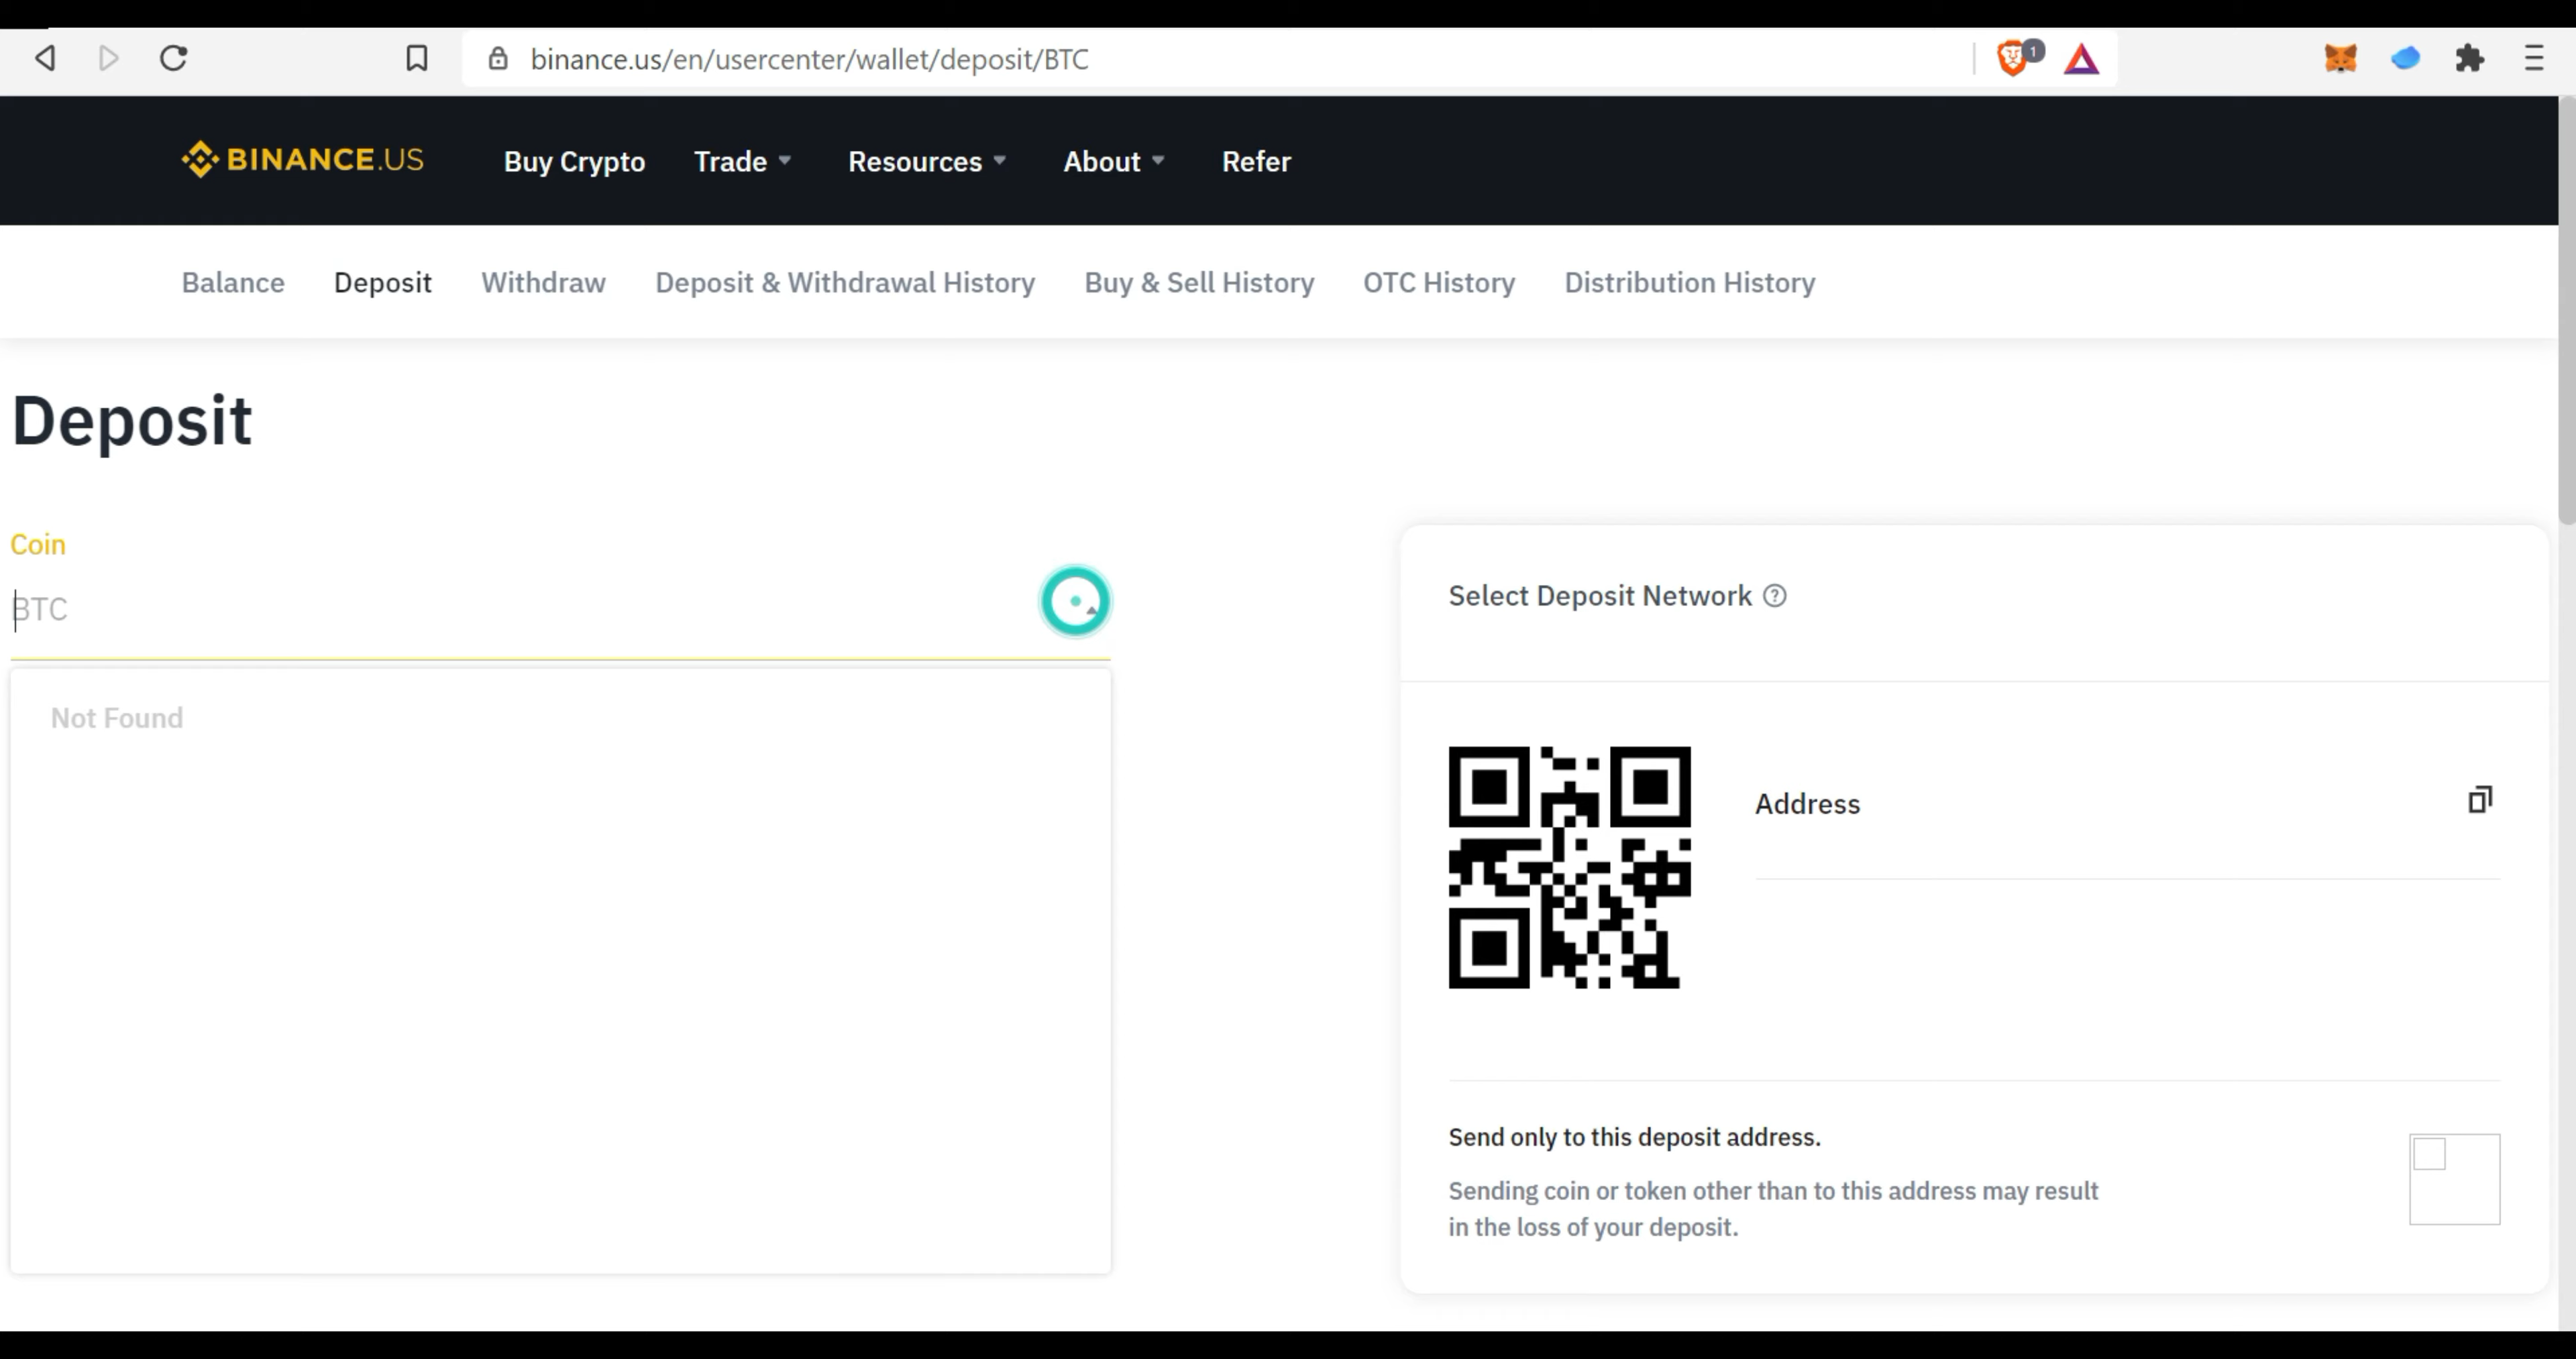 binance.us/en/usercenter/wallet/deposit/BTC
1
BINANCE.US Buy Crypto Trade Resources About Refer
Balance Deposit Withdraw Deposit & Withdrawal History Buy & Sell History OTC History Distribution History
Deposit
Coin
BTC
Not Found
Select Deposit Network ?
Address
Send only to this deposit address.
Sending coin or token other than to this address may result
in the loss of your deposit.